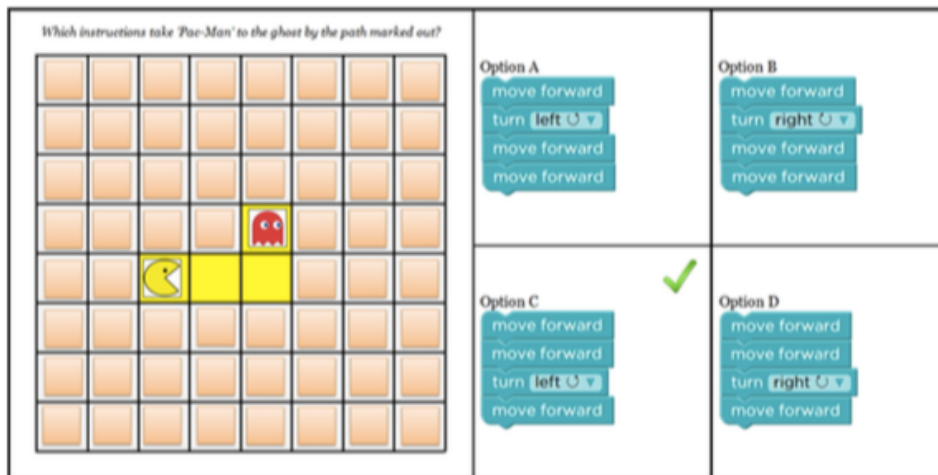 Which instructions take 'Pac-Man' to the ghost by the path marked out?
Option A
move forward
turn left
move forward
move forward
Option B
move forward
turn right
move forward
move forward
Option C
move forward
move forward
turn left
move forward
Option D
move forward
move forward
turn right
move forward